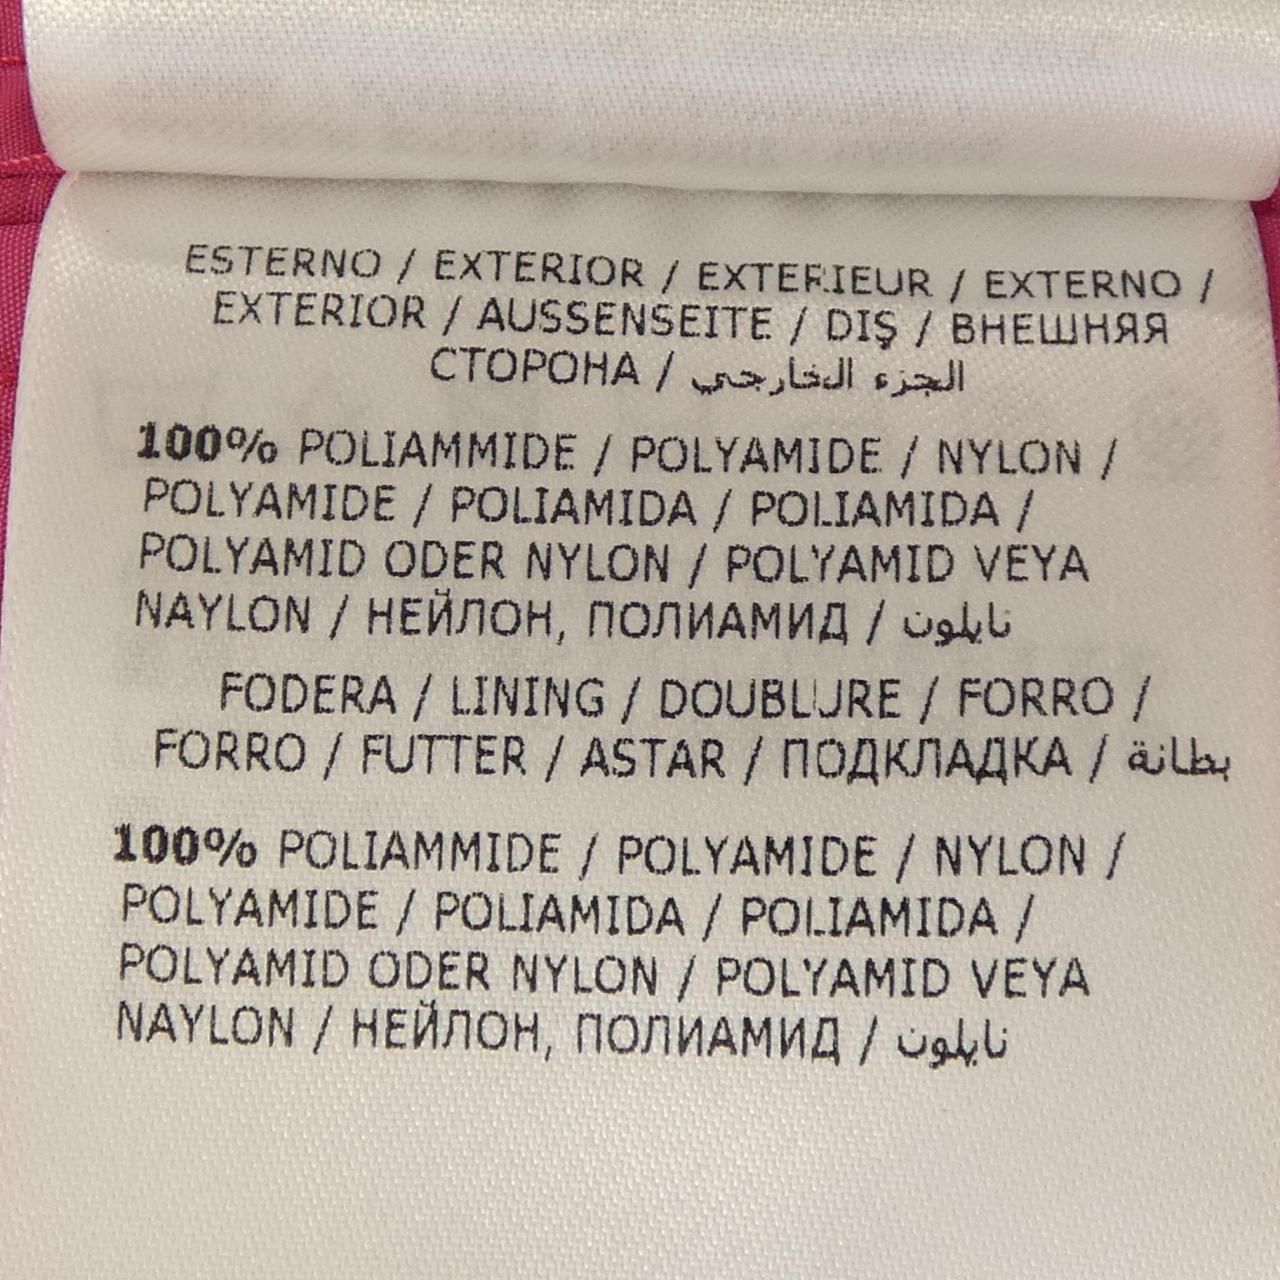 ESTERNO / EXTERIOR / EXTERIEUR / EXTERNO /
EXTERIOR / AUSSENSEITE / DIŞ / ВНЕШНЯЯ
СТОРОНА / الجزء الخارجي
100% POLIAMMIDE / POLYAMIDE / NYLON /
POLYAMIDE / POLIAMIDA / POLIAMIDA /
POLYAMID ODER NYLON / POLYAMID VEYA
NAYLON / НЕЙЛОН, ПОЛИАМИД / نايلون
FODERA / LINING / DOUBLURE / FORRO /
FORRO / FUTTER / ASTAR / ПОДКЛАДКА / بطانة
100% POLIAMMIDE / POLYAMIDE / NYLON /
POLYAMIDE / POLIAMIDA / POLIAMIDA /
POLYAMID ODER NYLON / POLYAMID VEYA
NAYLON / НЕЙЛОН, ПОЛИАМИД / نايلون